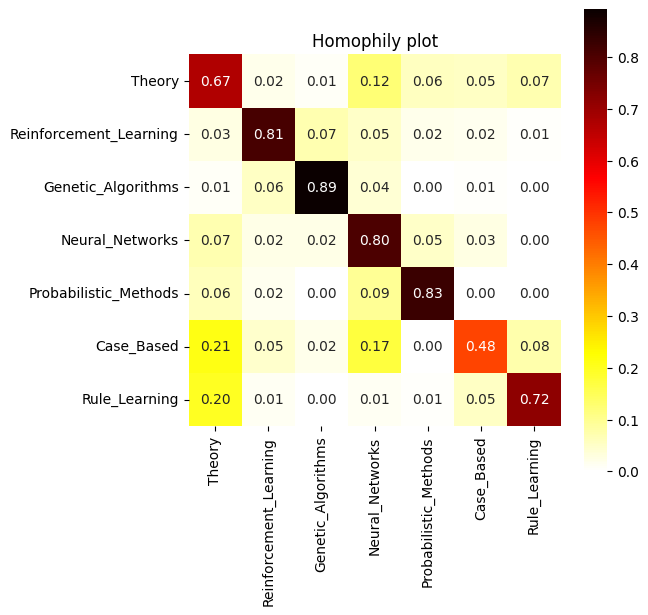 Homophily plot
Theory 0.67 0.02 0.01 0.12 0.06 0.05 0.07
Reinforcement_Learning 0.03 0.81 0.07 0.05 0.02 0.02 0.01
Genetic_Algorithms 0.01 0.06 0.89 0.04 0.00 0.01 0.00
Neural_Networks 0.07 0.02 0.02 0.80 0.05 0.03 0.00
Probabilistic_Methods 0.06 0.02 0.00 0.09 0.83 0.00 0.00
Case_Based 0.21 0.05 0.02 0.17 0.00 0.48 0.08
Rule_Learning 0.20 0.01 0.00 0.01 0.01 0.05 0.72
Theory
Reinforcement_Learning
Genetic_Algorithms
Neural_Networks
Probabilistic_Methods
Case_Based
Rule_Learning
0.8
0.7
0.6
0.5
0.4
0.3
0.2
0.1
0.0